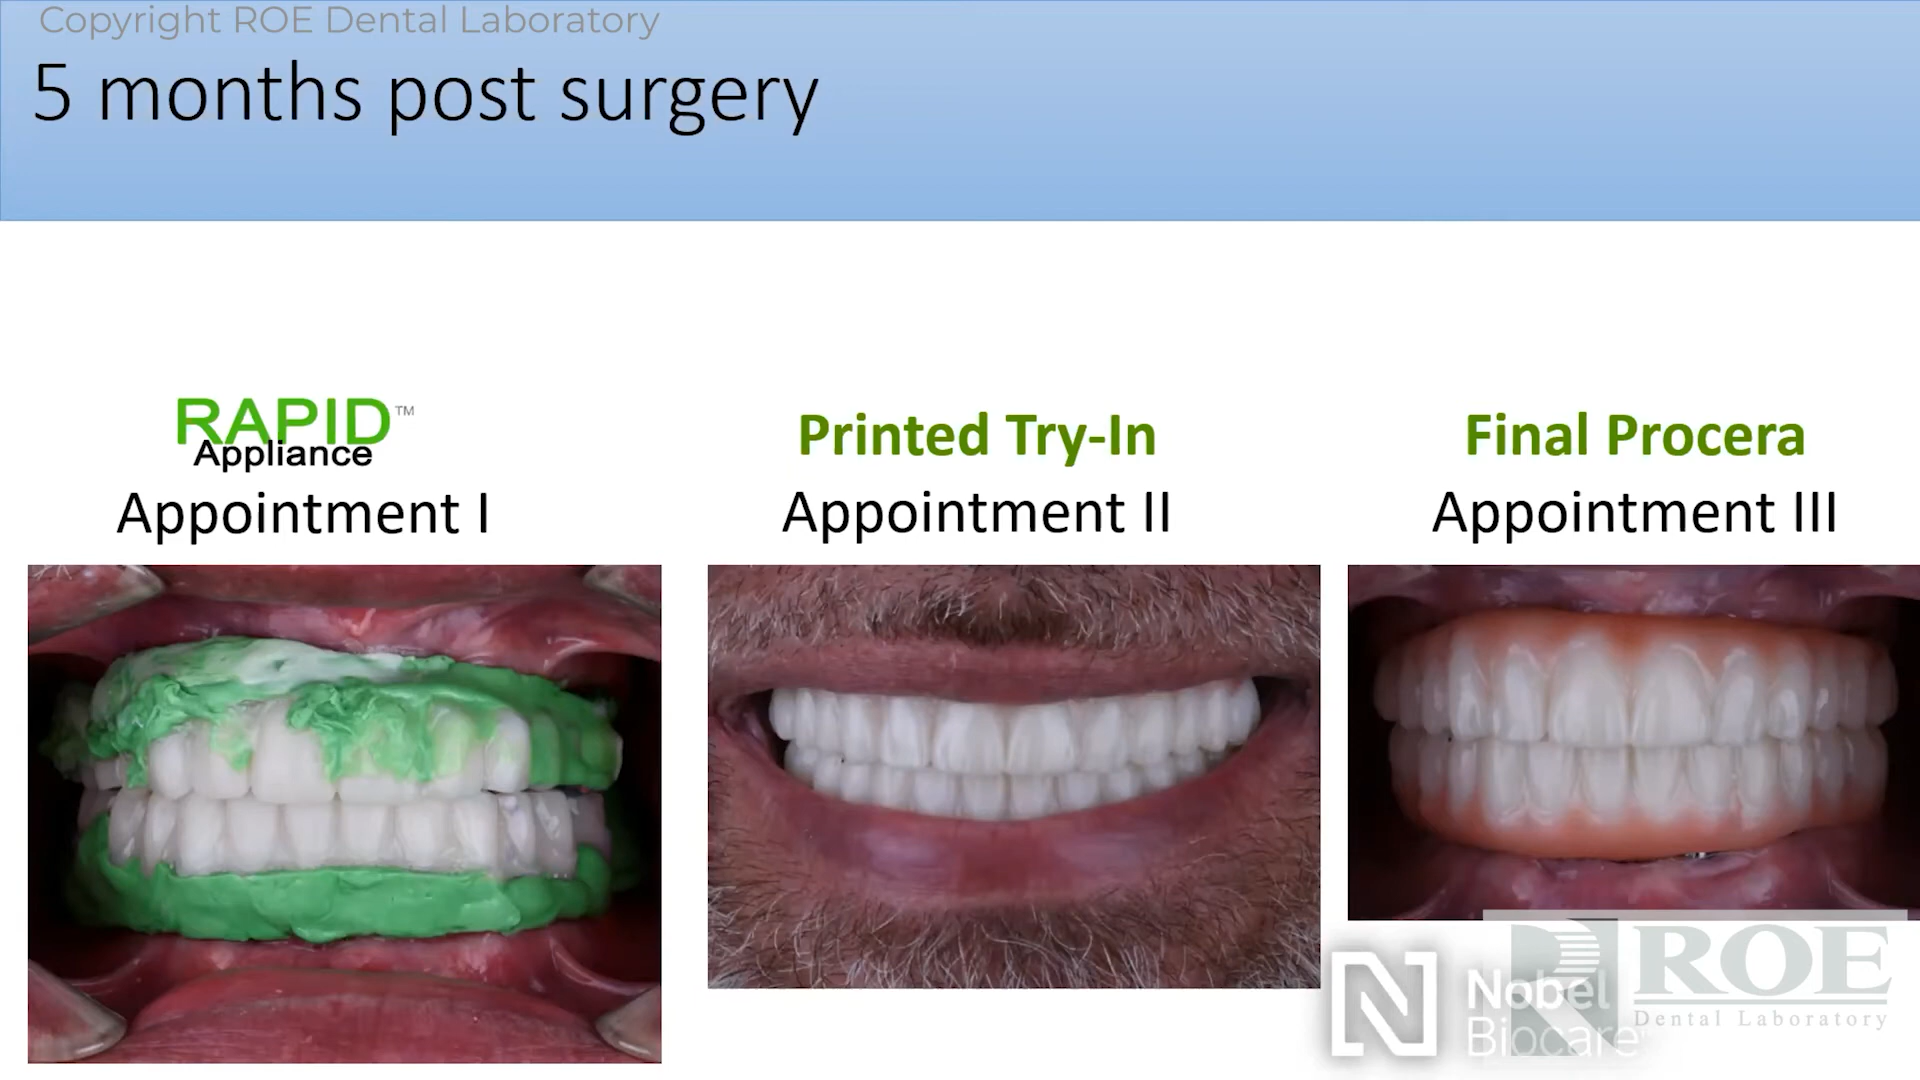 Copyright ROE Dental Laboratory
5 months post surgery
RAPID™
Appliance
Appointment I
Printed Try-In
Appointment II
Final Procera
Appointment III
Nobel
Biocare
ROE
Dental Laboratory